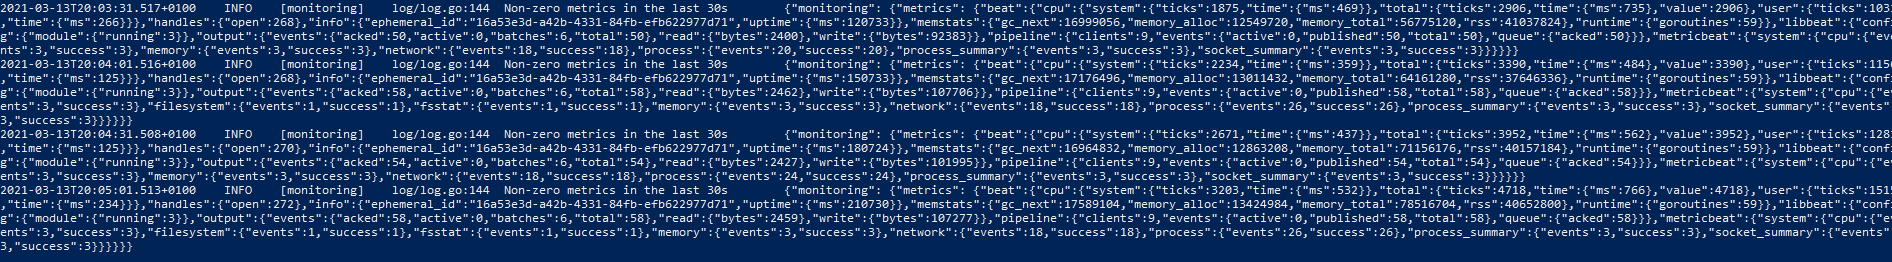 2021-03-13T20:03:31.517+0100    INFO    [monitoring]    log/log.go:144  Non-zero metrics in the last 30s        {"monitoring": {"metrics": {"beat":{"cpu":{"system":{"ticks":1875,"time":{"ms":469}},"total":{"ticks":2906,"time":{"ms":735},"value":2906},"user":{"ticks":1031
,"time":{"ms":266}}},"handles":{"open":268},"info":{"ephemeral_id":"16a53e3d-a42b-4331-84fb-efb622977d71","uptime":{"ms":120733}},"memstats":{"gc_next":16999056,"memory_alloc":12549720,"memory_total":56775120,"rss":41037824},"runtime":{"goroutines":59}},"libbeat":{"confi
g":{"module":{"running":3}},"output":{"events":{"acked":50,"active":0,"batches":6,"total":50},"read":{"bytes":2400},"write":{"bytes":92383}},"pipeline":{"clients":9,"events":{"active":0,"published":50,"total":50},"queue":{"acked":50}}},"metricbeat":{"system":{"cpu":{"eve
nts":3,"success":3},"memory":{"events":3,"success":3},"network":{"events":18,"success":18},"process":{"events":20,"success":20},"process_summary":{"events":3,"success":3},"socket_summary":{"events":3,"success":3}}}}}}
2021-03-13T20:04:01.516+0100    INFO    [monitoring]    log/log.go:144  Non-zero metrics in the last 30s        {"monitoring": {"metrics": {"beat":{"cpu":{"system":{"ticks":2234,"time":{"ms":359}},"total":{"ticks":3390,"time":{"ms":484},"value":3390},"user":{"ticks":1156
,"time":{"ms":125}}},"handles":{"open":268},"info":{"ephemeral_id":"16a53e3d-a42b-4331-84fb-efb622977d71","uptime":{"ms":150733}},"memstats":{"gc_next":17176496,"memory_alloc":13011432,"memory_total":64161280,"rss":37646336},"runtime":{"goroutines":59}},"libbeat":{"confi
g":{"module":{"running":3}},"output":{"events":{"acked":58,"active":0,"batches":6,"total":58},"read":{"bytes":2462},"write":{"bytes":107706}},"pipeline":{"clients":9,"events":{"active":0,"published":58,"total":58},"queue":{"acked":58}}},"metricbeat":{"system":{"cpu":{"ev
ents":3,"success":3},"filesystem":{"events":1,"success":1},"fsstat":{"events":1,"success":1},"memory":{"events":3,"success":3},"network":{"events":18,"success":18},"process":{"events":26,"success":26},"process_summary":{"events":3,"success":3},"socket_summary":{"events":
3,"success":3}}}}}}
2021-03-13T20:04:31.508+0100    INFO    [monitoring]    log/log.go:144  Non-zero metrics in the last 30s        {"monitoring": {"metrics": {"beat":{"cpu":{"system":{"ticks":2671,"time":{"ms":437}},"total":{"ticks":3952,"time":{"ms":562},"value":3952},"user":{"ticks":1281
,"time":{"ms":125}}},"handles":{"open":270},"info":{"ephemeral_id":"16a53e3d-a42b-4331-84fb-efb622977d71","uptime":{"ms":180724}},"memstats":{"gc_next":16964832,"memory_alloc":12863208,"memory_total":71156176,"rss":40157184},"runtime":{"goroutines":59}},"libbeat":{"confi
g":{"module":{"running":3}},"output":{"events":{"acked":54,"active":0,"batches":6,"total":54},"read":{"bytes":2427},"write":{"bytes":101995}},"pipeline":{"clients":9,"events":{"active":0,"published":54,"total":54},"queue":{"acked":54}}},"metricbeat":{"system":{"cpu":{"ev
ents":3,"success":3},"memory":{"events":3,"success":3},"network":{"events":18,"success":18},"process":{"events":24,"success":24},"process_summary":{"events":3,"success":3},"socket_summary":{"events":3,"success":3}}}}}}
2021-03-13T20:05:01.513+0100    INFO    [monitoring]    log/log.go:144  Non-zero metrics in the last 30s        {"monitoring": {"metrics": {"beat":{"cpu":{"system":{"ticks":3203,"time":{"ms":532}},"total":{"ticks":4718,"time":{"ms":766},"value":4718},"user":{"ticks":1515
,"time":{"ms":234}}},"handles":{"open":272},"info":{"ephemeral_id":"16a53e3d-a42b-4331-84fb-efb622977d71","uptime":{"ms":210730}},"memstats":{"gc_next":17589104,"memory_alloc":13424984,"memory_total":78516704,"rss":40652800},"runtime":{"goroutines":59}},"libbeat":{"confi
g":{"module":{"running":3}},"output":{"events":{"acked":58,"active":0,"batches":6,"total":58},"read":{"bytes":2459},"write":{"bytes":107277}},"pipeline":{"clients":9,"events":{"active":0,"published":58,"total":58},"queue":{"acked":58}}},"metricbeat":{"system":{"cpu":{"ev
ents":3,"success":3},"filesystem":{"events":1,"success":1},"fsstat":{"events":1,"success":1},"memory":{"events":3,"success":3},"network":{"events":18,"success":18},"process":{"events":26,"success":26},"process_summary":{"events":3,"success":3},"socket_summary":{"events":
3,"success":3}}}}}}